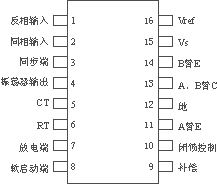 反相输入 1 16 Vref
同相输入 2 15 Vs
同步端 3 14 B管E
振荡器输出 4 13 A、B管C
CT 5 12 地
RT 6 11 A管E
放电端 7 10 闭锁控制
软启动端 8 9 补偿